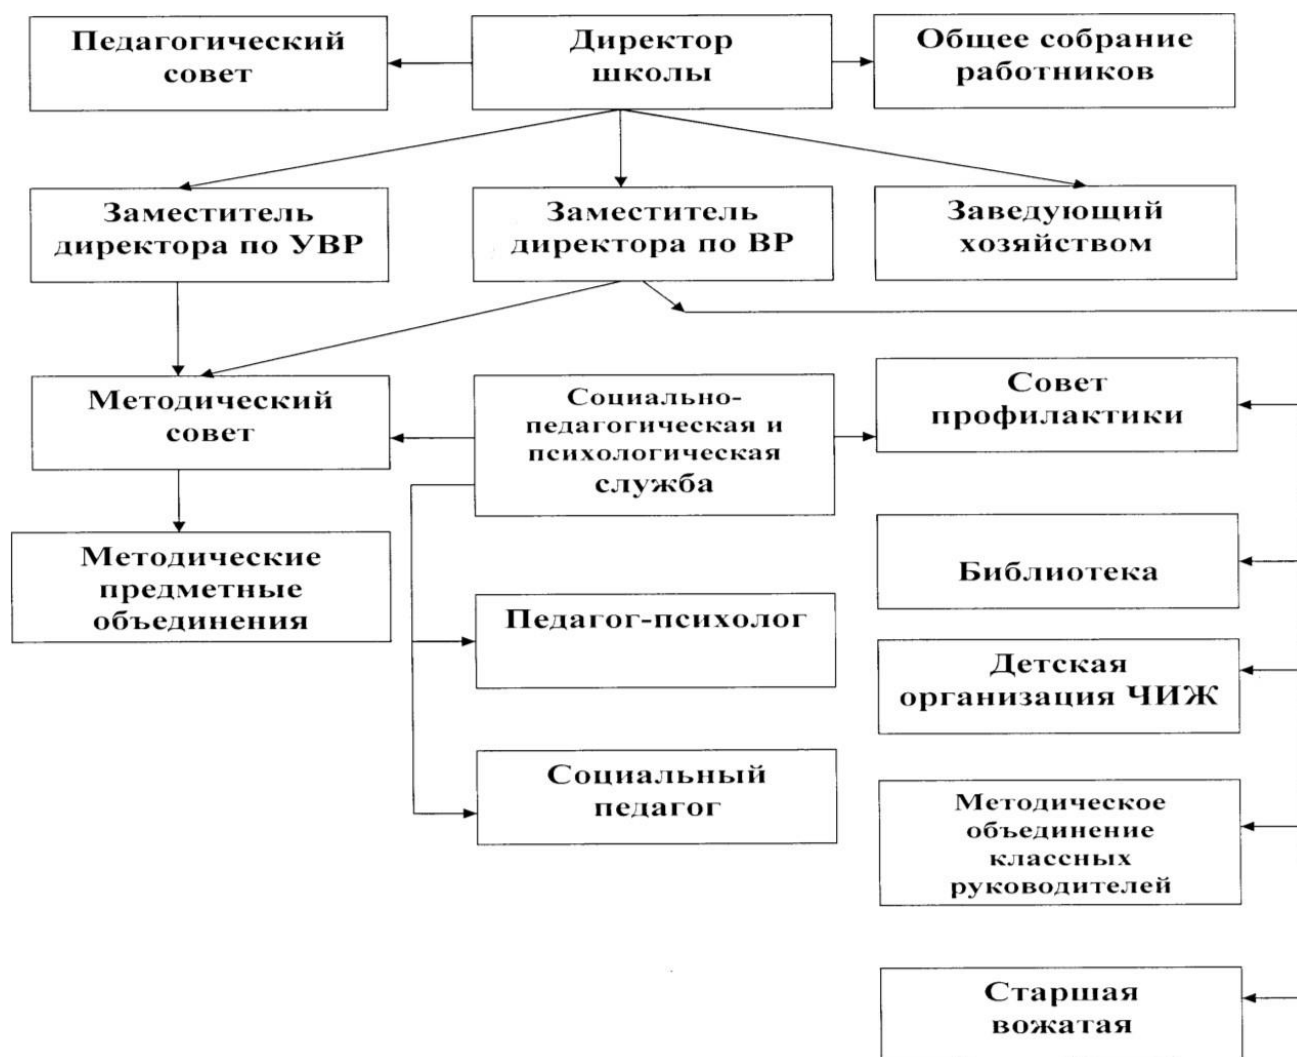 Педагогический
совет
Директор
школы
Общее собрание
работников
Заместитель
директора по УВР
Заместитель
директора по ВР
Заведующий
хозяйством
Методический
совет
Социально-
педагогическая и
психологическая
служба
Совет
профилактики
Методические
предметные
объединения
Библиотека
Педагог-психолог
Детская
организация ЧИЖ
Социальный
педагог
Методическое
объединение
классных
руководителей
Старшая
вожатая